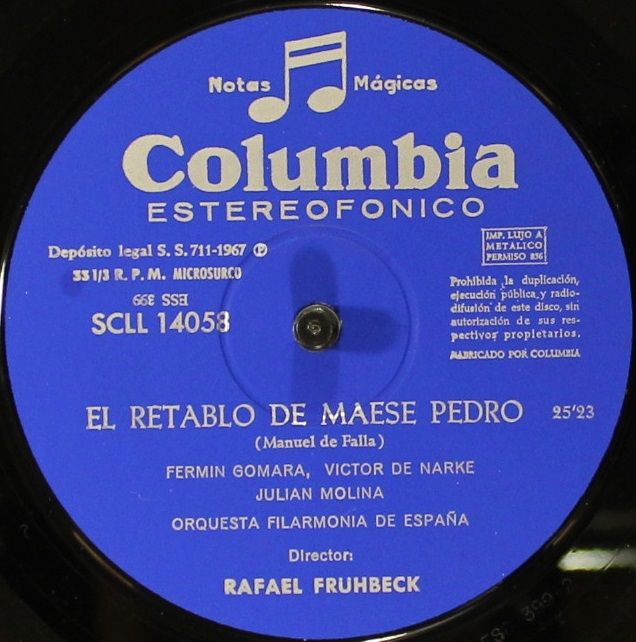 Notas Mágicas
Columbia
ESTEREOFONICO
Depósito legal S. S. 711-1967 Ⓟ
33 1/3 R. P. M. MICROSURCO
HSS 399
SCLL 14058
IMP. LUJO A
METALICO
PERMISO 856
Prohibida la duplicación,
ejecución pública y radio-
difusión de este disco, sin
autorización de sus res-
pectivos propietarios.
FABRICADO POR COLUMBIA
EL RETABLO DE MAESE PEDRO 25'23
(Manuel de Falla)
FERMIN GOMARA, VICTOR DE NARKE
JULIAN MOLINA
ORQUESTA FILARMONIA DE ESPAÑA
Director:
RAFAEL FRUHBECK